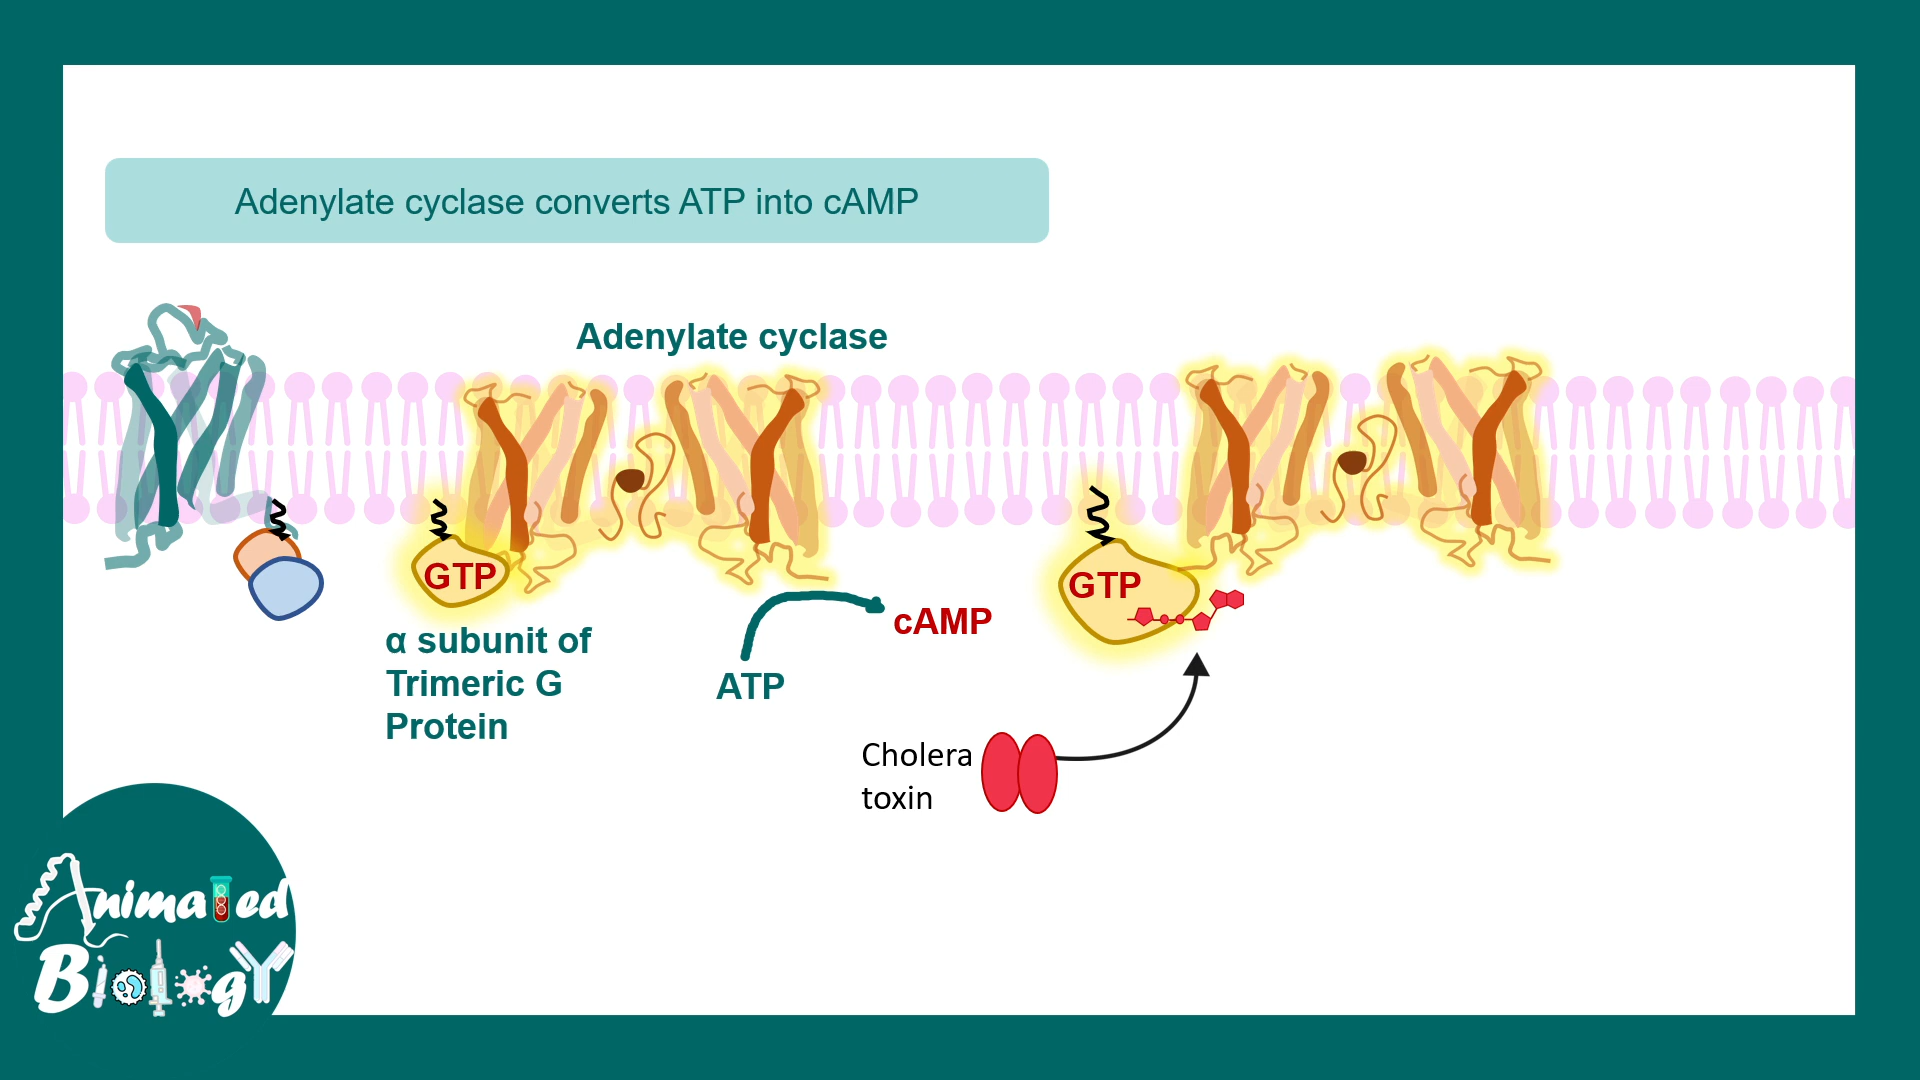 Adenylate cyclase converts ATP into cAMP
Adenylate cyclase
GTP
α subunit of
Trimeric G
Protein
ATP
cAMP
GTP
Cholera
toxin
Animated
Biology